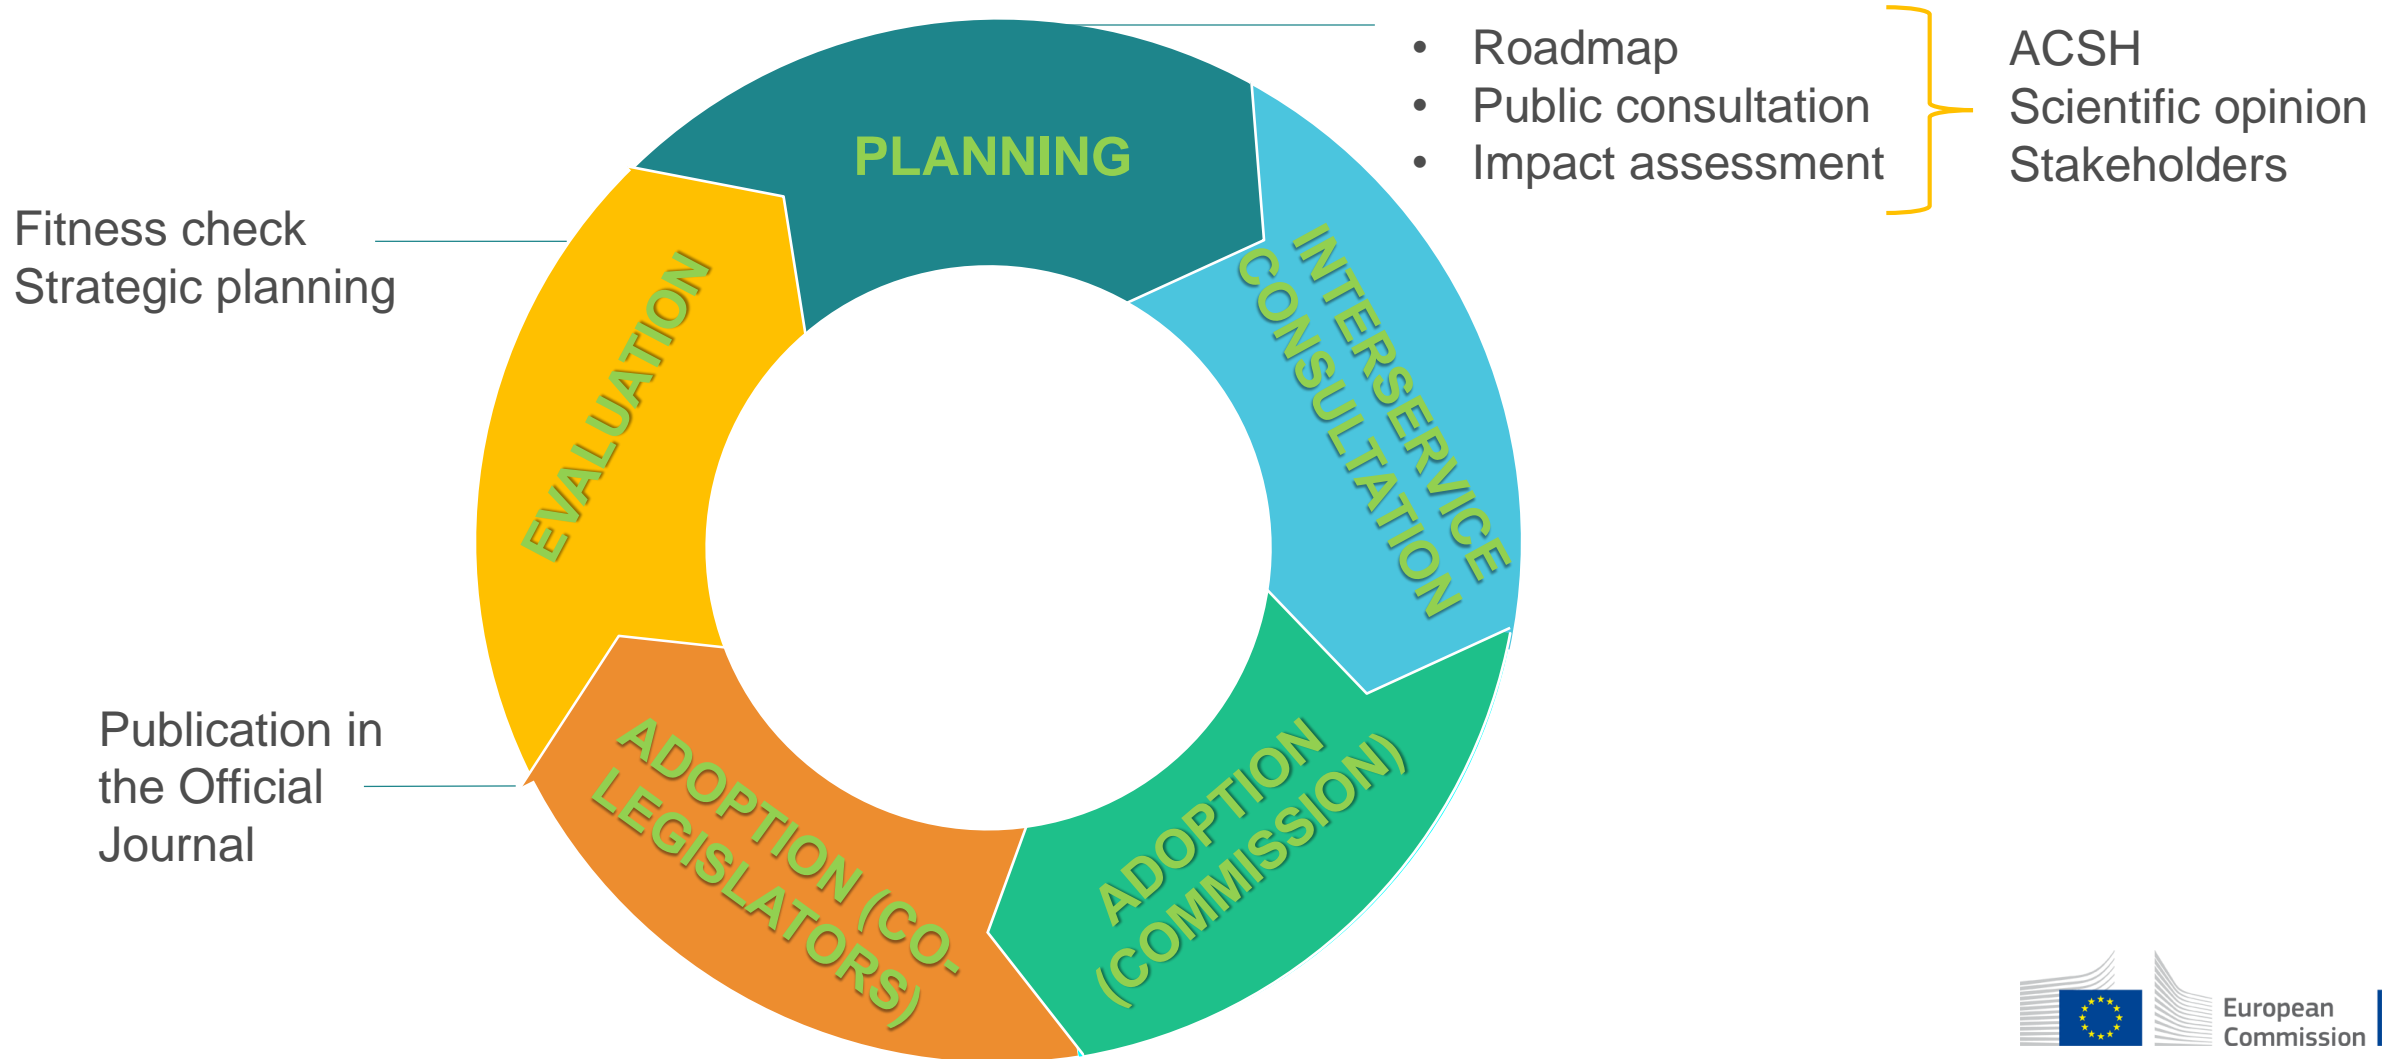 • Roadmap
• Public consultation
• Impact assessment
ACSH
Scientific opinion
Stakeholders
PLANNING
Fitness check
Strategic planning
INTERSERVICE
CONSULTATION
EVALUATION
Publication in
the Official
Journal
ADOPTION (CO-
LEGISLATORS)
ADOPTION
(COMMISSION)
European
Commission